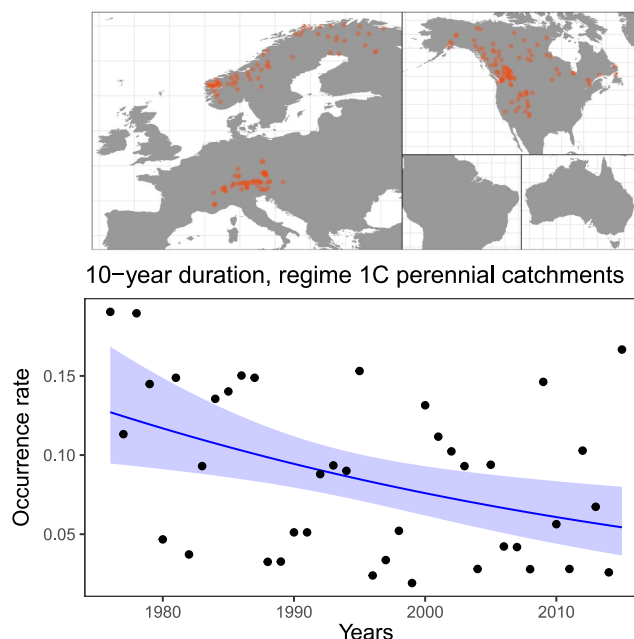 10−year duration, regime 1C perennial catchments
Occurrence rate
0.15
0.10
0.05
1980
1990
2000
2010
Years